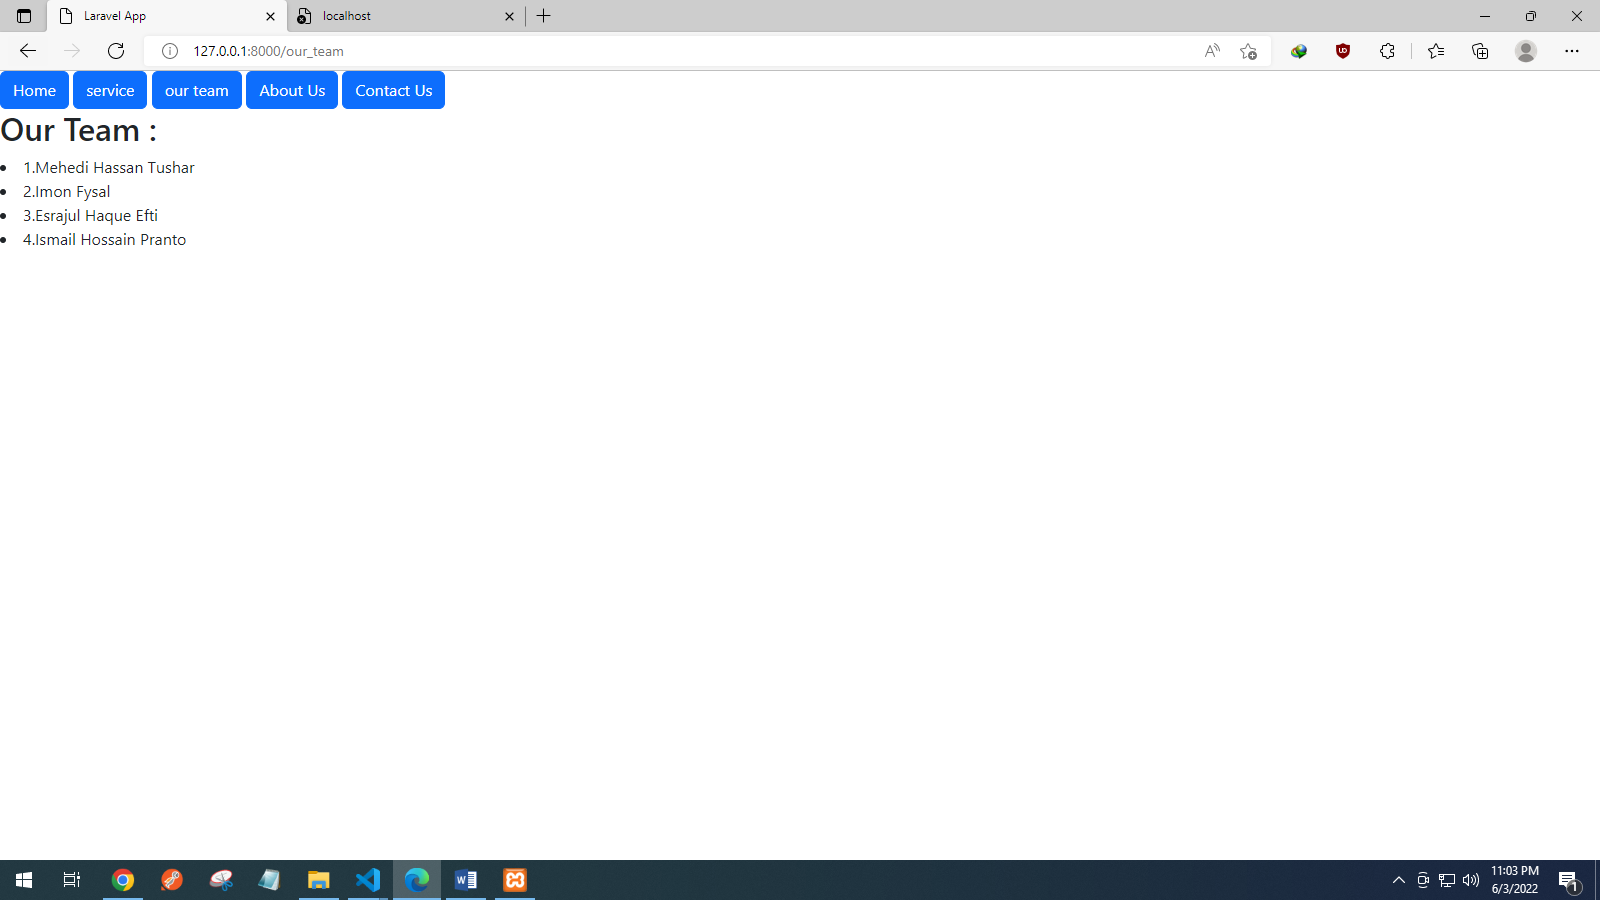 Laravel App
localhost
127.0.0.1:8000/our_team
Home service our team About Us Contact Us
Our Team :
1.Mehedi Hassan Tushar
2.Imon Fysal
3.Esrajul Haque Efti
4.Ismail Hossain Pranto
11:03 PM
6/3/2022
1